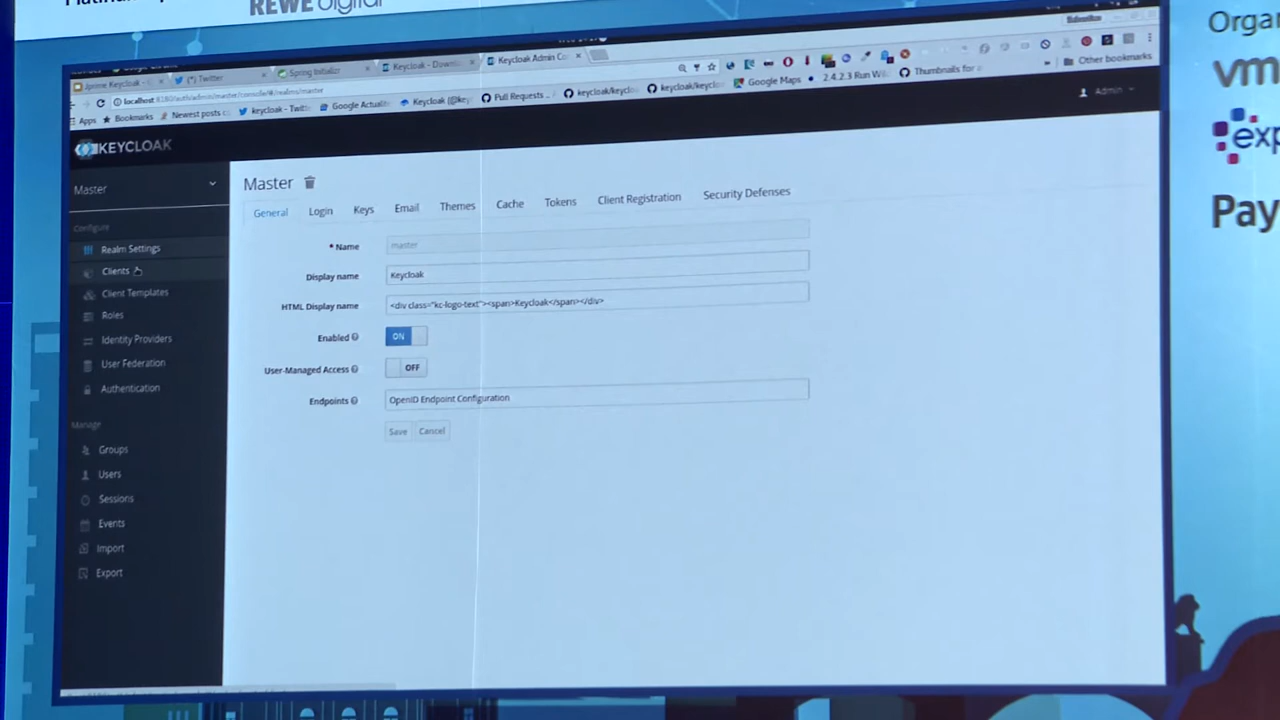 REWE digital
Organ
vm
exp
Pay
(*) Twitter
Spring Initializr
Keycloak - Downl
Keycloak Admin Co
localhost:8180/auth/admin/master/console/#/realms/master
Apps
Bookmarks
Newest posts
keycloak - Twitt
Google Actualit
Keycloak (@key
Pull Requests
keycloak/keyclo
keycloak/keyclo
Google Maps
2.4.2.3 Run Wil
Thumbnails for
Other bookmarks
KEYCLOAK
Admin
Master
Configure
Realm Settings
Clients
Client Templates
Roles
Identity Providers
User Federation
Authentication
Manage
Groups
Users
Sessions
Events
Import
Export
Master
General Login Keys Email Themes Cache Tokens Client Registration Security Defenses
* Name master
Display name Keycloak
HTML Display name <div class="kc-logo-text"><span>Keycloak</span></div>
Enabled ON
User-Managed Access OFF
Endpoints OpenID Endpoint Configuration
Save Cancel